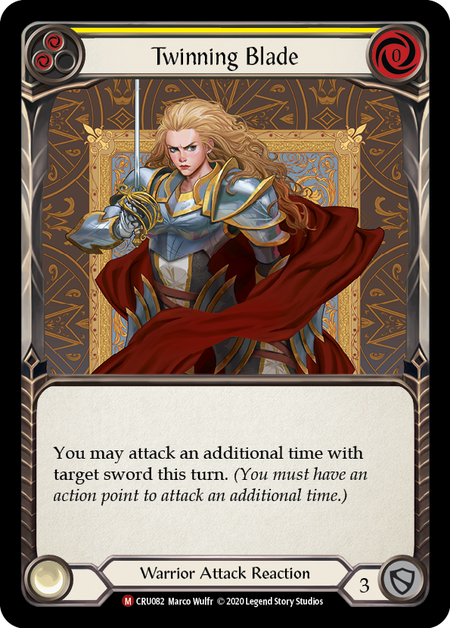 Twinning Blade
0
You may attack an additional time with
target sword this turn. (You must have an
action point to attack an additional time.)
Warrior Attack Reaction
3
M CRU082 Marco Wulfr © 2020 Legend Story Studios